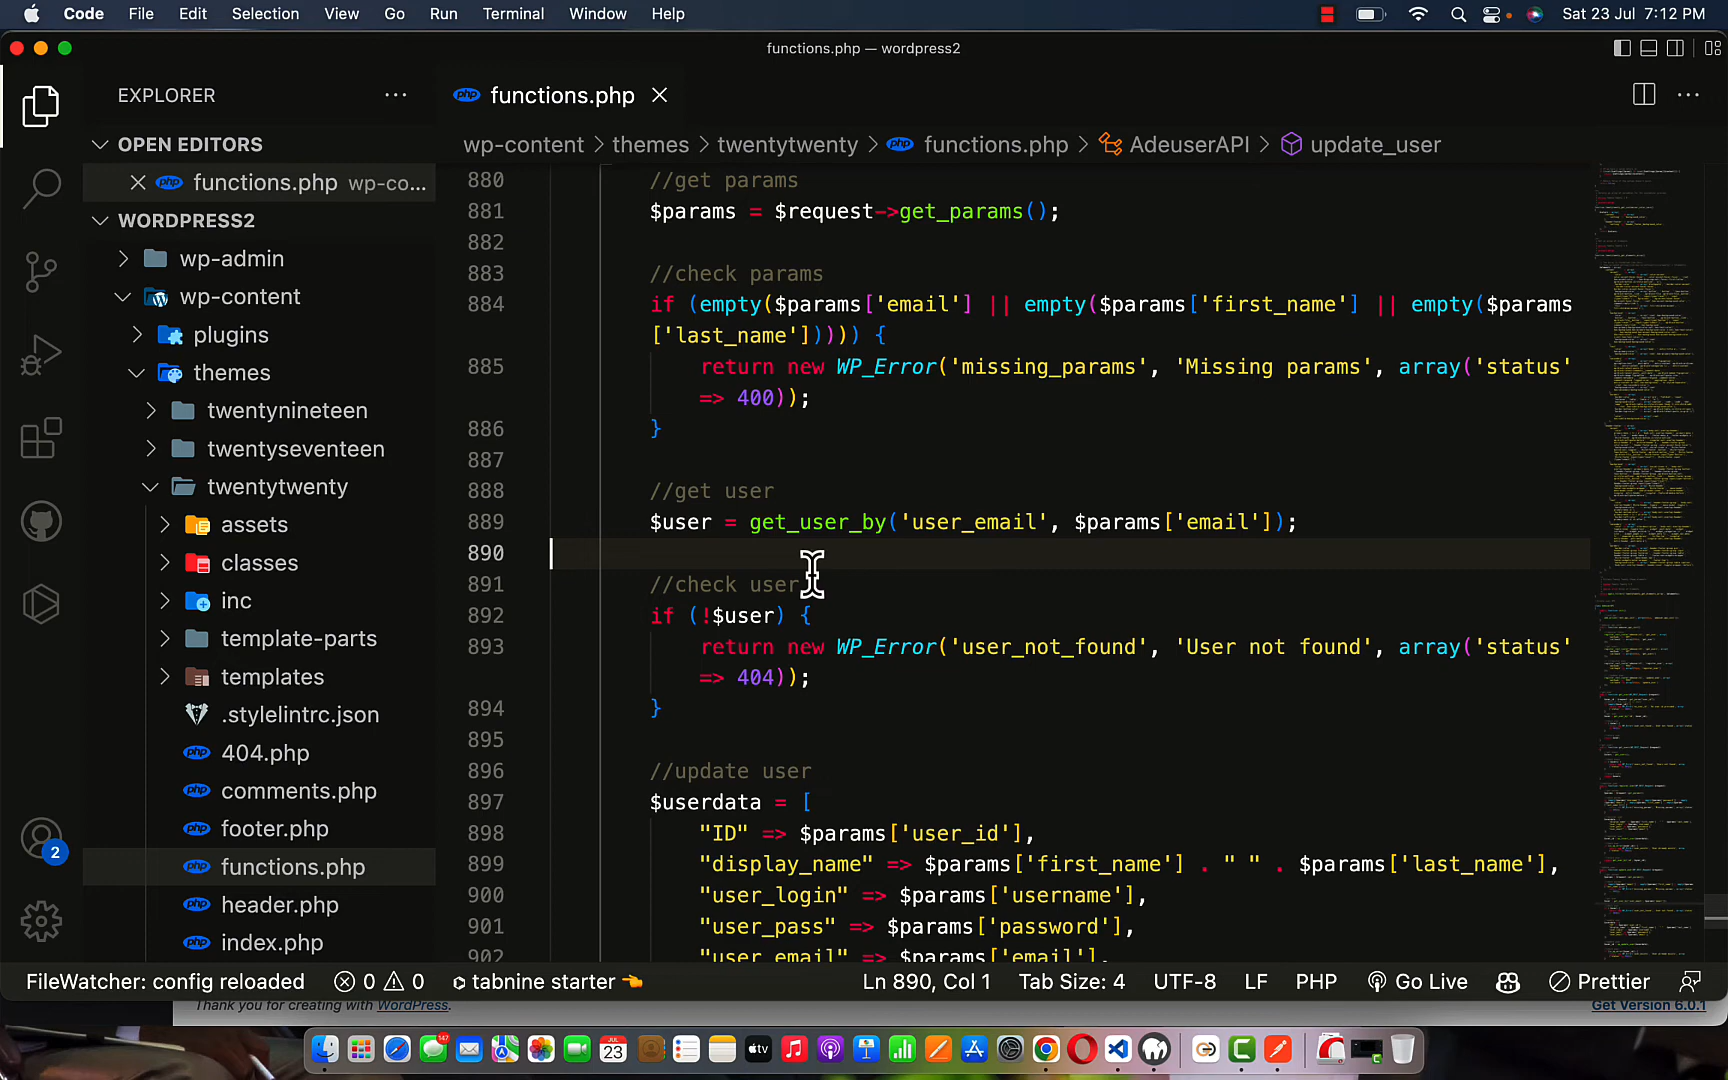 Code File Edit Selection View Go Run Terminal Window Help Sat 23 Jul 7:12 PM
functions.php — wordpress2
EXPLORER
functions.php
OPEN EDITORS
functions.php wp-co...
WORDPRESS2
wp-admin
wp-content
plugins
themes
twentynineteen
twentyseventeen
twentytwenty
assets
classes
inc
template-parts
templates
.stylelintrc.json
404.php
comments.php
footer.php
functions.php
header.php
index.php
2
wp-content > themes > twentytwenty > functions.php > AdeuserAPI > update_user
880 //get params
881 $params = $request->get_params();
882
883 //check params
884 if (empty($params['email'] || empty($params['first_name'] || empty($params
['last_name'])))) {
885 return new WP_Error('missing_params', 'Missing params', array('status'
=> 400));
886 }
887
888 //get user
889 $user = get_user_by('user_email', $params['email']);
890
891 //check user
892 if (!$user) {
893 return new WP_Error('user_not_found', 'User not found', array('status'
=> 404));
894 }
895
896 //update user
897 $userdata = [
898 "ID" => $params['user_id'],
899 "display_name" => $params['first_name'] . " " . $params['last_name'],
900 "user_login" => $params['username'],
901 "user_pass" => $params['password'],
902 "user_email" => $params['email'],
FileWatcher: config reloaded 0 0 tabnine starter Ln 890, Col 1 Tab Size: 4 UTF-8 LF PHP Go Live Prettier
Thank you for creating with WordPress. Get Version 6.0.1
147
JUL
23
tv